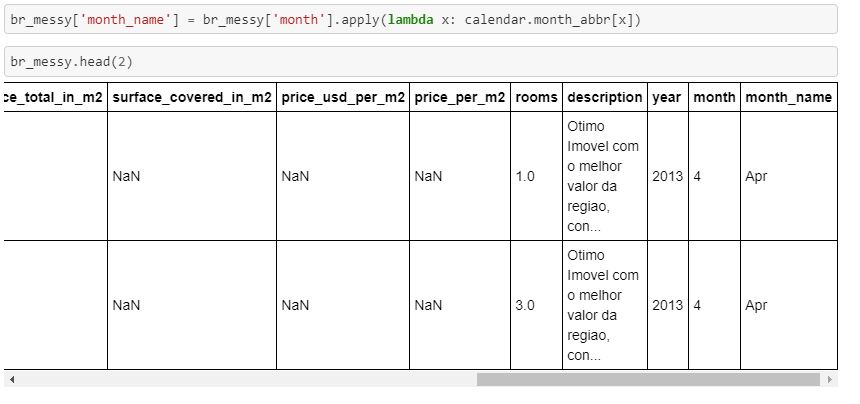 br_messy['month_name'] = br_messy['month'].apply(lambda x: calendar.month_abbr[x])
br_messy.head(2)
ce_total_in_m2 surface_covered_in_m2 price_usd_per_m2 price_per_m2 rooms description year month month_name
NaN NaN NaN 1.0 Otimo Imovel com o melhor valor da regiao, con... 2013 4 Apr
NaN NaN NaN 3.0 Otimo Imovel com o melhor valor da regiao, con... 2013 4 Apr